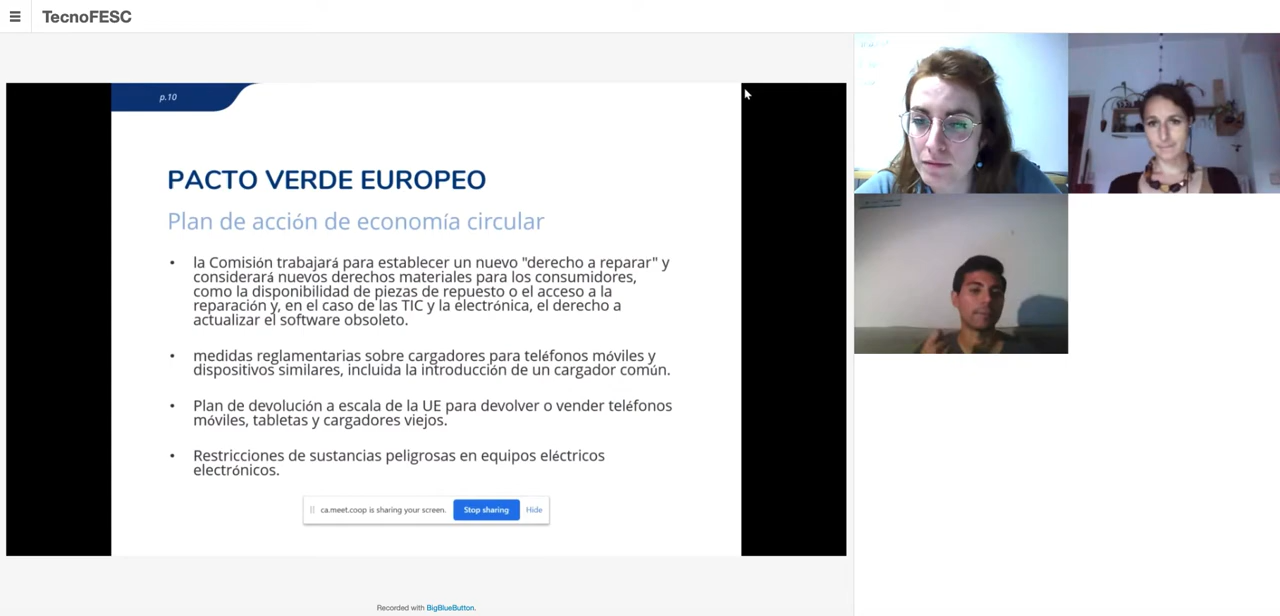 TecnoFESC
p.10
PACTO VERDE EUROPEO
Plan de acción de economía circular
• la Comisión trabajará para establecer un nuevo "derecho a reparar" y
considerará nuevos derechos materiales para los consumidores,
como la disponibilidad de piezas de repuesto o el acceso a la
reparación y, en el caso de las TIC y la electrónica, el derecho a
actualizar el software obsoleto.
• medidas reglamentarias sobre cargadores para teléfonos móviles y
dispositivos similares, incluida la introducción de un cargador común.
• Plan de devolución a escala de la UE para devolver o vender teléfonos
móviles, tabletas y cargadores viejos.
• Restricciones de sustancias peligrosas en equipos eléctricos
electrónicos.
ca.meet.coop is sharing your screen. Stop sharing Hide
Recorded with BigBlueButton.